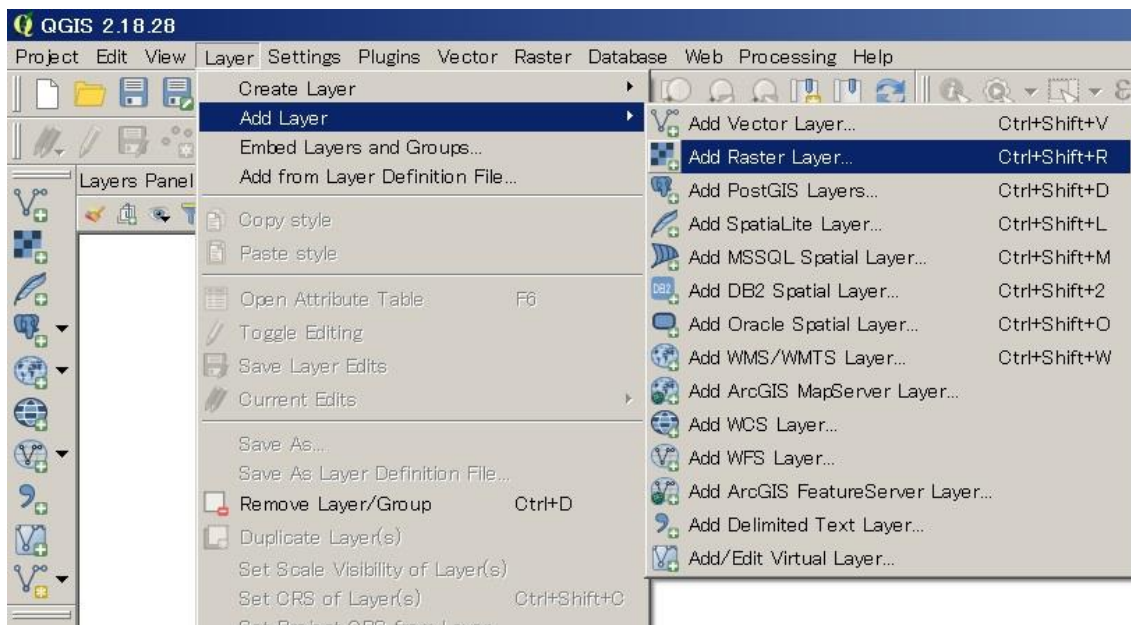 QGIS 2.18.28
Project Edit View Layer Settings Plugins Vector Raster Database Web Processing Help
Create Layer
Add Layer
Embed Layers and Groups...
Add from Layer Definition File...
Layers Panel
Copy style
Paste style
Open Attribute Table F6
Toggle Editing
Save Layer Edits
Current Edits
Save As...
Save As Layer Definition File...
Remove Layer/Group Ctrl+D
Duplicate Layer(s)
Set Scale Visibility of Layer(s)
Set CRS of Layer(s) Ctrl+Shift+C
Set Project CRS from Layer
Add Vector Layer... Ctrl+Shift+V
Add Raster Layer... Ctrl+Shift+R
Add PostGIS Layers... Ctrl+Shift+D
Add SpatiaLite Layer... Ctrl+Shift+L
Add MSSQL Spatial Layer... Ctrl+Shift+M
DB2
Add DB2 Spatial Layer... Ctrl+Shift+2
Add Oracle Spatial Layer... Ctrl+Shift+O
Add WMS/WMTS Layer... Ctrl+Shift+W
Add ArcGIS MapServer Layer...
Add WCS Layer...
Add WFS Layer...
Add ArcGIS FeatureServer Layer...
Add Delimited Text Layer...
Add/Edit Virtual Layer...